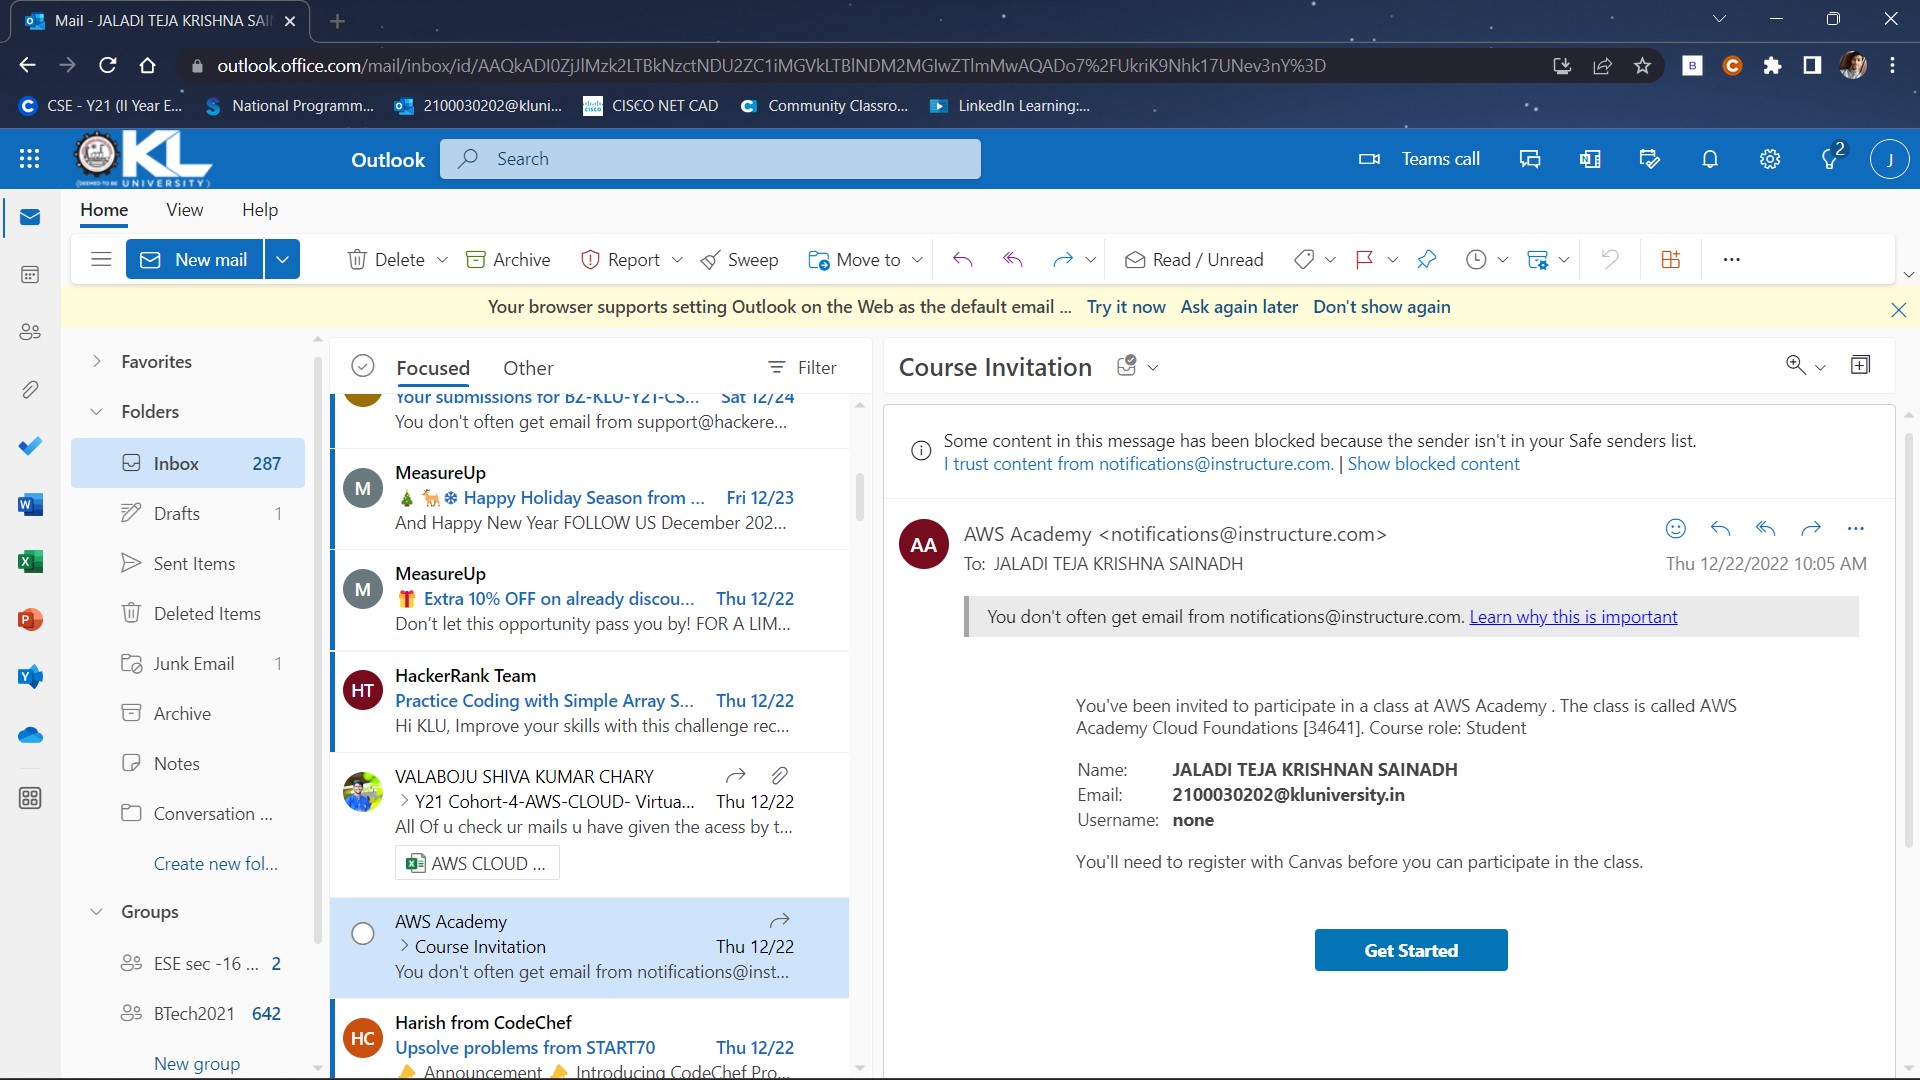 Mail - JALADI TEJA KRISHNA SAI
outlook.office.com/mail/inbox/id/AAQkADI0ZjJlMzk2LTBkNzctNDU2ZC1iMGVkLTBlNDM2MGIwZTlmMwAQADo7%2FUkriK9Nhk17UNev3nY%3D
CSE - Y21 (II Year E...
National Programm...
2100030202@kluni...
CISCO NET CAD
Community Classro...
LinkedIn Learning:...
KL
(DEEMED TO BE UNIVERSITY)
Outlook
Search
Teams call
2
J
Home
View
Help
New mail
Delete
Archive
Report
Sweep
Move to
Read / Unread
Your browser supports setting Outlook on the Web as the default email ... Try it now Ask again later Don't show again
Favorites
Folders
Inbox 287
Drafts 1
Sent Items
Deleted Items
Junk Email 1
Archive
Notes
Conversation ...
Create new fol...
Groups
ESE sec -16 ... 2
BTech2021 642
New group
Focused
Other
Filter
Your submissions for BZ-KLU-Y21-CS... Sat 12/24
You don't often get email from support@hackere...
M
MeasureUp
Happy Holiday Season from ... Fri 12/23
And Happy New Year FOLLOW US December 202...
M
MeasureUp
Extra 10% OFF on already discou... Thu 12/22
Don't let this opportunity pass you by! FOR A LIM...
HT
HackerRank Team
Practice Coding with Simple Array S... Thu 12/22
Hi KLU, Improve your skills with this challenge rec...
VALABOJU SHIVA KUMAR CHARY
Y21 Cohort-4-AWS-CLOUD- Virtua... Thu 12/22
All Of u check ur mails u have given the acess by t...
AWS CLOUD ...
AWS Academy
Course Invitation Thu 12/22
You don't often get email from notifications@inst...
HC
Harish from CodeChef
Upsolve problems from START70 Thu 12/22
Announcement Introducing CodeChef Pro...
Course Invitation
Some content in this message has been blocked because the sender isn't in your Safe senders list.
I trust content from notifications@instructure.com. | Show blocked content
AA
AWS Academy <notifications@instructure.com>
To: JALADI TEJA KRISHNA SAINADH
Thu 12/22/2022 10:05 AM
You don't often get email from notifications@instructure.com. Learn why this is important
You've been invited to participate in a class at AWS Academy . The class is called AWS
Academy Cloud Foundations [34641]. Course role: Student
Name: JALADI TEJA KRISHNAN SAINADH
Email: 2100030202@kluniversity.in
Username: none
You'll need to register with Canvas before you can participate in the class.
Get Started